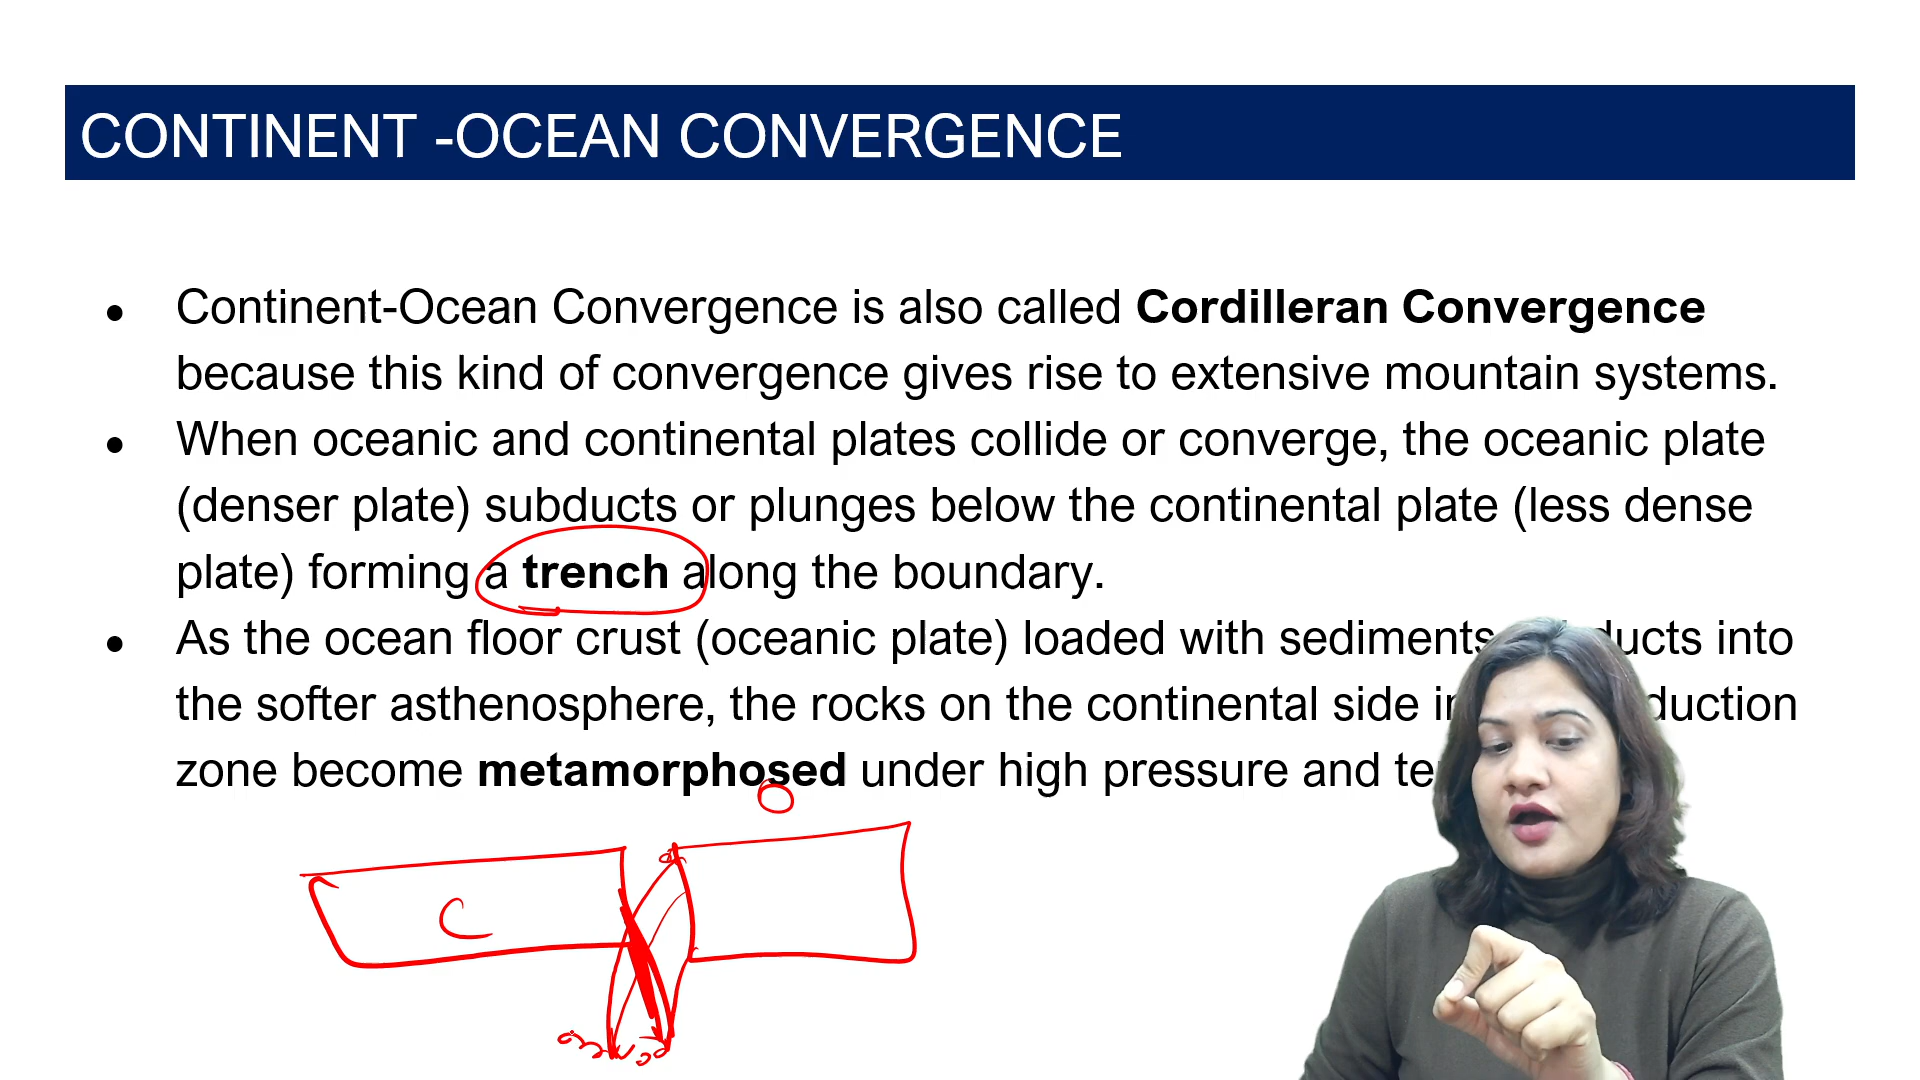 CONTINENT -OCEAN CONVERGENCE
● Continent-Ocean Convergence is also called Cordilleran Convergence
because this kind of convergence gives rise to extensive mountain systems.
● When oceanic and continental plates collide or converge, the oceanic plate
(denser plate) subducts or plunges below the continental plate (less dense
plate) forming a trench along the boundary.
● As the ocean floor crust (oceanic plate) loaded with sediments ducts into
the softer asthenosphere, the rocks on the continental side in duction
zone become metamorphosed under high pressure and
O
C